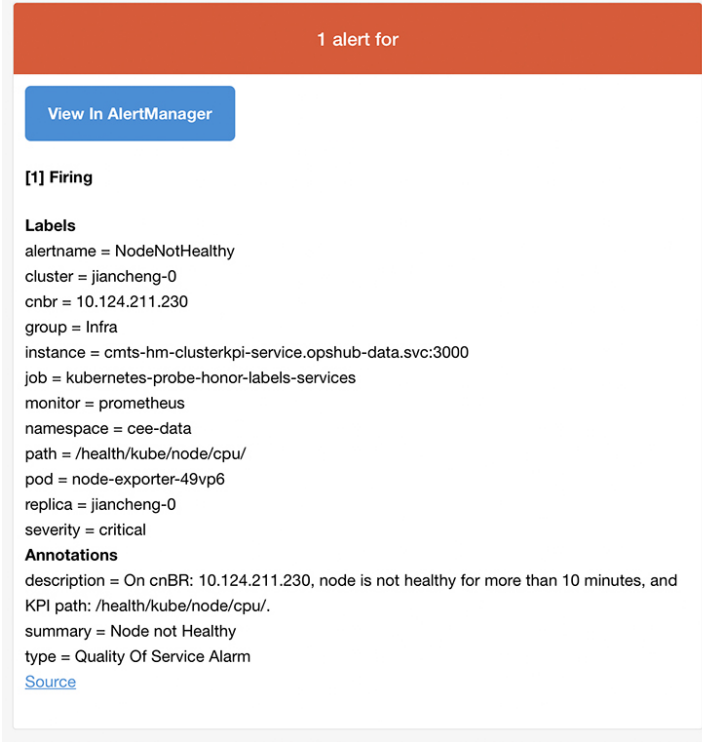 1 alert for
View In AlertManager
[1] Firing
Labels
alertname = NodeNotHealthy
cluster = jiancheng-0
cnbr = 10.124.211.230
group = Infra
instance = cmts-hm-clusterkpi-service.opshub-data.svc:3000
job = kubernetes-probe-honor-labels-services
monitor = prometheus
namespace = cee-data
path = /health/kube/node/cpu/
pod = node-exporter-49vp6
replica = jiancheng-0
severity = critical
Annotations
description = On cnBR: 10.124.211.230, node is not healthy for more than 10 minutes, and
KPI path: /health/kube/node/cpu/.
summary = Node not Healthy
type = Quality Of Service Alarm
Source